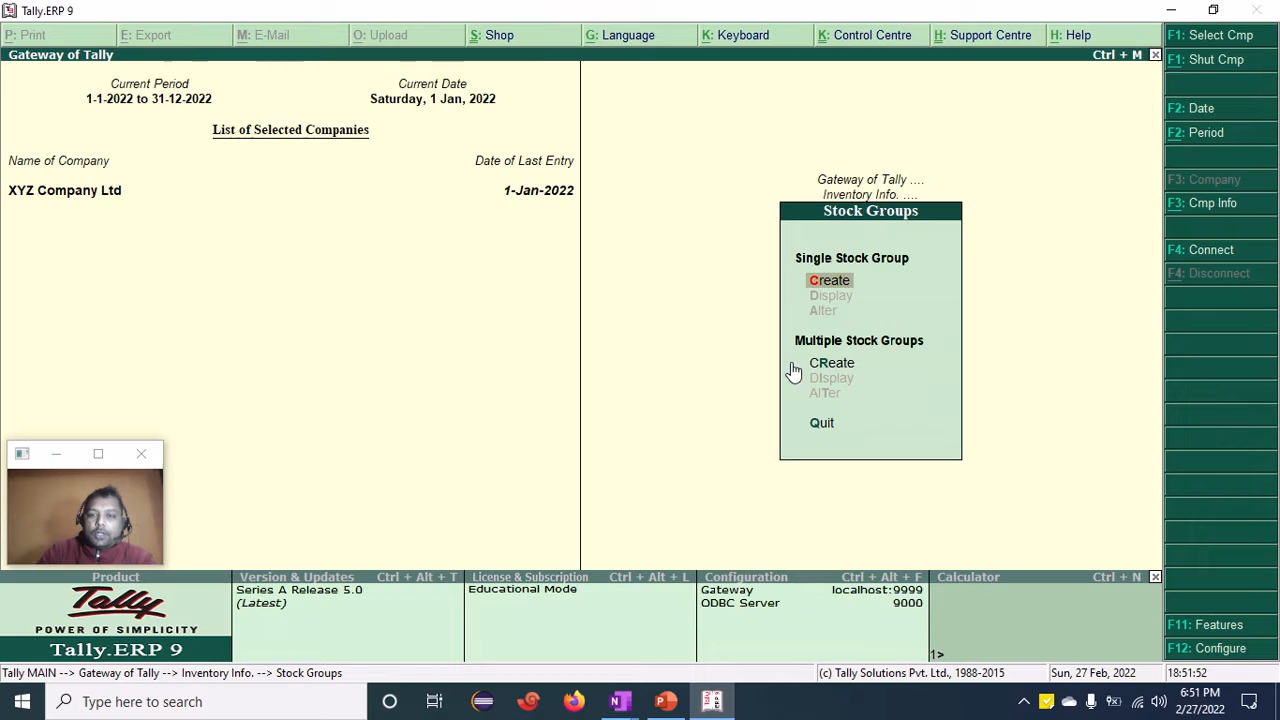 Tally.ERP 9
P: Print
E: Export
M: E-Mail
O: Upload
S: Shop
G: Language
K: Keyboard
K: Control Centre
H: Support Centre
H: Help
Gateway of Tally
Ctrl + M
Current Period
1-1-2022 to 31-12-2022
Current Date
Saturday, 1 Jan, 2022
List of Selected Companies
Name of Company
Date of Last Entry
XYZ Company Ltd
1-Jan-2022
Gateway of Tally ....
Inventory Info. ....
Stock Groups
Single Stock Group
Create
Display
Alter
Multiple Stock Groups
CReate
DIsplay
AlTer
Quit
F1: Select Cmp
F1: Shut Cmp
F2: Date
F2: Period
F3: Company
F3: Cmp Info
F4: Connect
F4: Disconnect
F11: Features
F12: Configure
Product
Tally
POWER OF SIMPLICITY
Tally.ERP 9
Version & Updates Ctrl + Alt + T
Series A Release 5.0
(Latest)
License & Subscription Ctrl + Alt + L
Educational Mode
Configuration Ctrl + Alt + F
Gateway localhost:9999
ODBC Server 9000
Calculator Ctrl + N
1>
Tally MAIN --> Gateway of Tally --> Inventory Info. --> Stock Groups
(c) Tally Solutions Pvt. Ltd., 1988-2015
Sun, 27 Feb, 2022
18:51:52
Type here to search
6:51 PM
2/27/2022